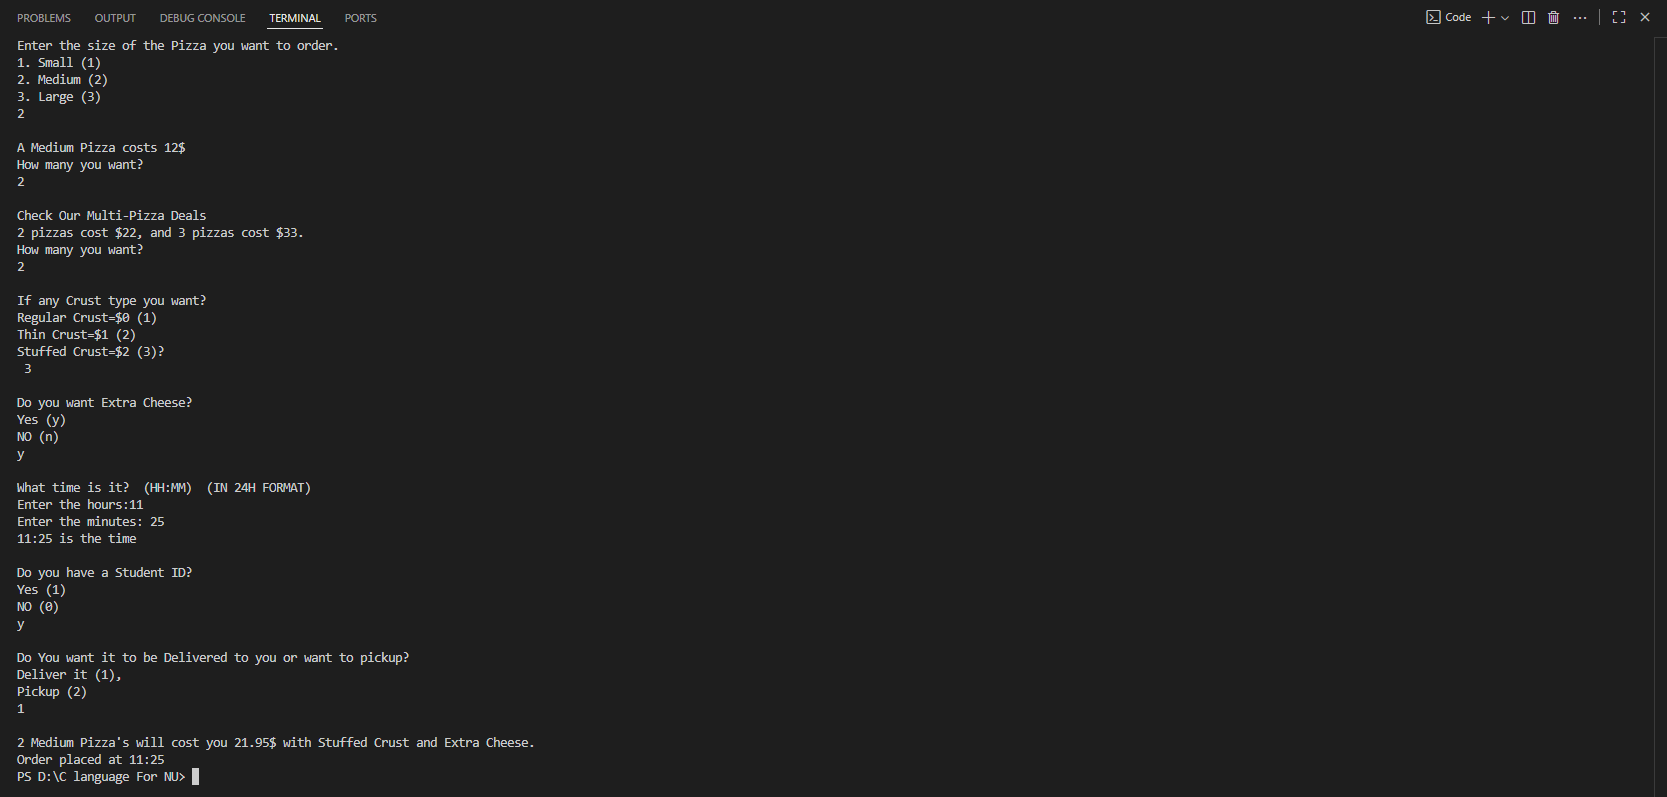 PROBLEMS OUTPUT DEBUG CONSOLE TERMINAL PORTS Code
Enter the size of the Pizza you want to order.
1. Small (1)
2. Medium (2)
3. Large (3)
2
A Medium Pizza costs 12$
How many you want?
2
Check Our Multi-Pizza Deals
2 pizzas cost $22, and 3 pizzas cost $33.
How many you want?
2
If any Crust type you want?
Regular Crust=$0 (1)
Thin Crust=$1 (2)
Stuffed Crust=$2 (3)?
3
Do you want Extra Cheese?
Yes (y)
NO (n)
y
What time is it?  (HH:MM)  (IN 24H FORMAT)
Enter the hours:11
Enter the minutes: 25
11:25 is the time
Do you have a Student ID?
Yes (1)
NO (0)
y
Do You want it to be Delivered to you or want to pickup?
Deliver it (1),
Pickup (2)
1
2 Medium Pizza's will cost you 21.95$ with Stuffed Crust and Extra Cheese.
Order placed at 11:25
PS D:\C language For NU>